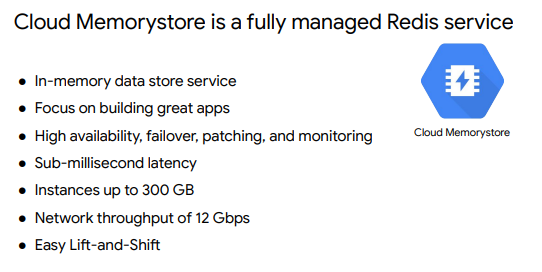 Cloud Memorystore is a fully managed Redis service
● In-memory data store service
● Focus on building great apps
● High availability, failover, patching, and monitoring
● Sub-millisecond latency
● Instances up to 300 GB
● Network throughput of 12 Gbps
● Easy Lift-and-Shift
Cloud Memorystore